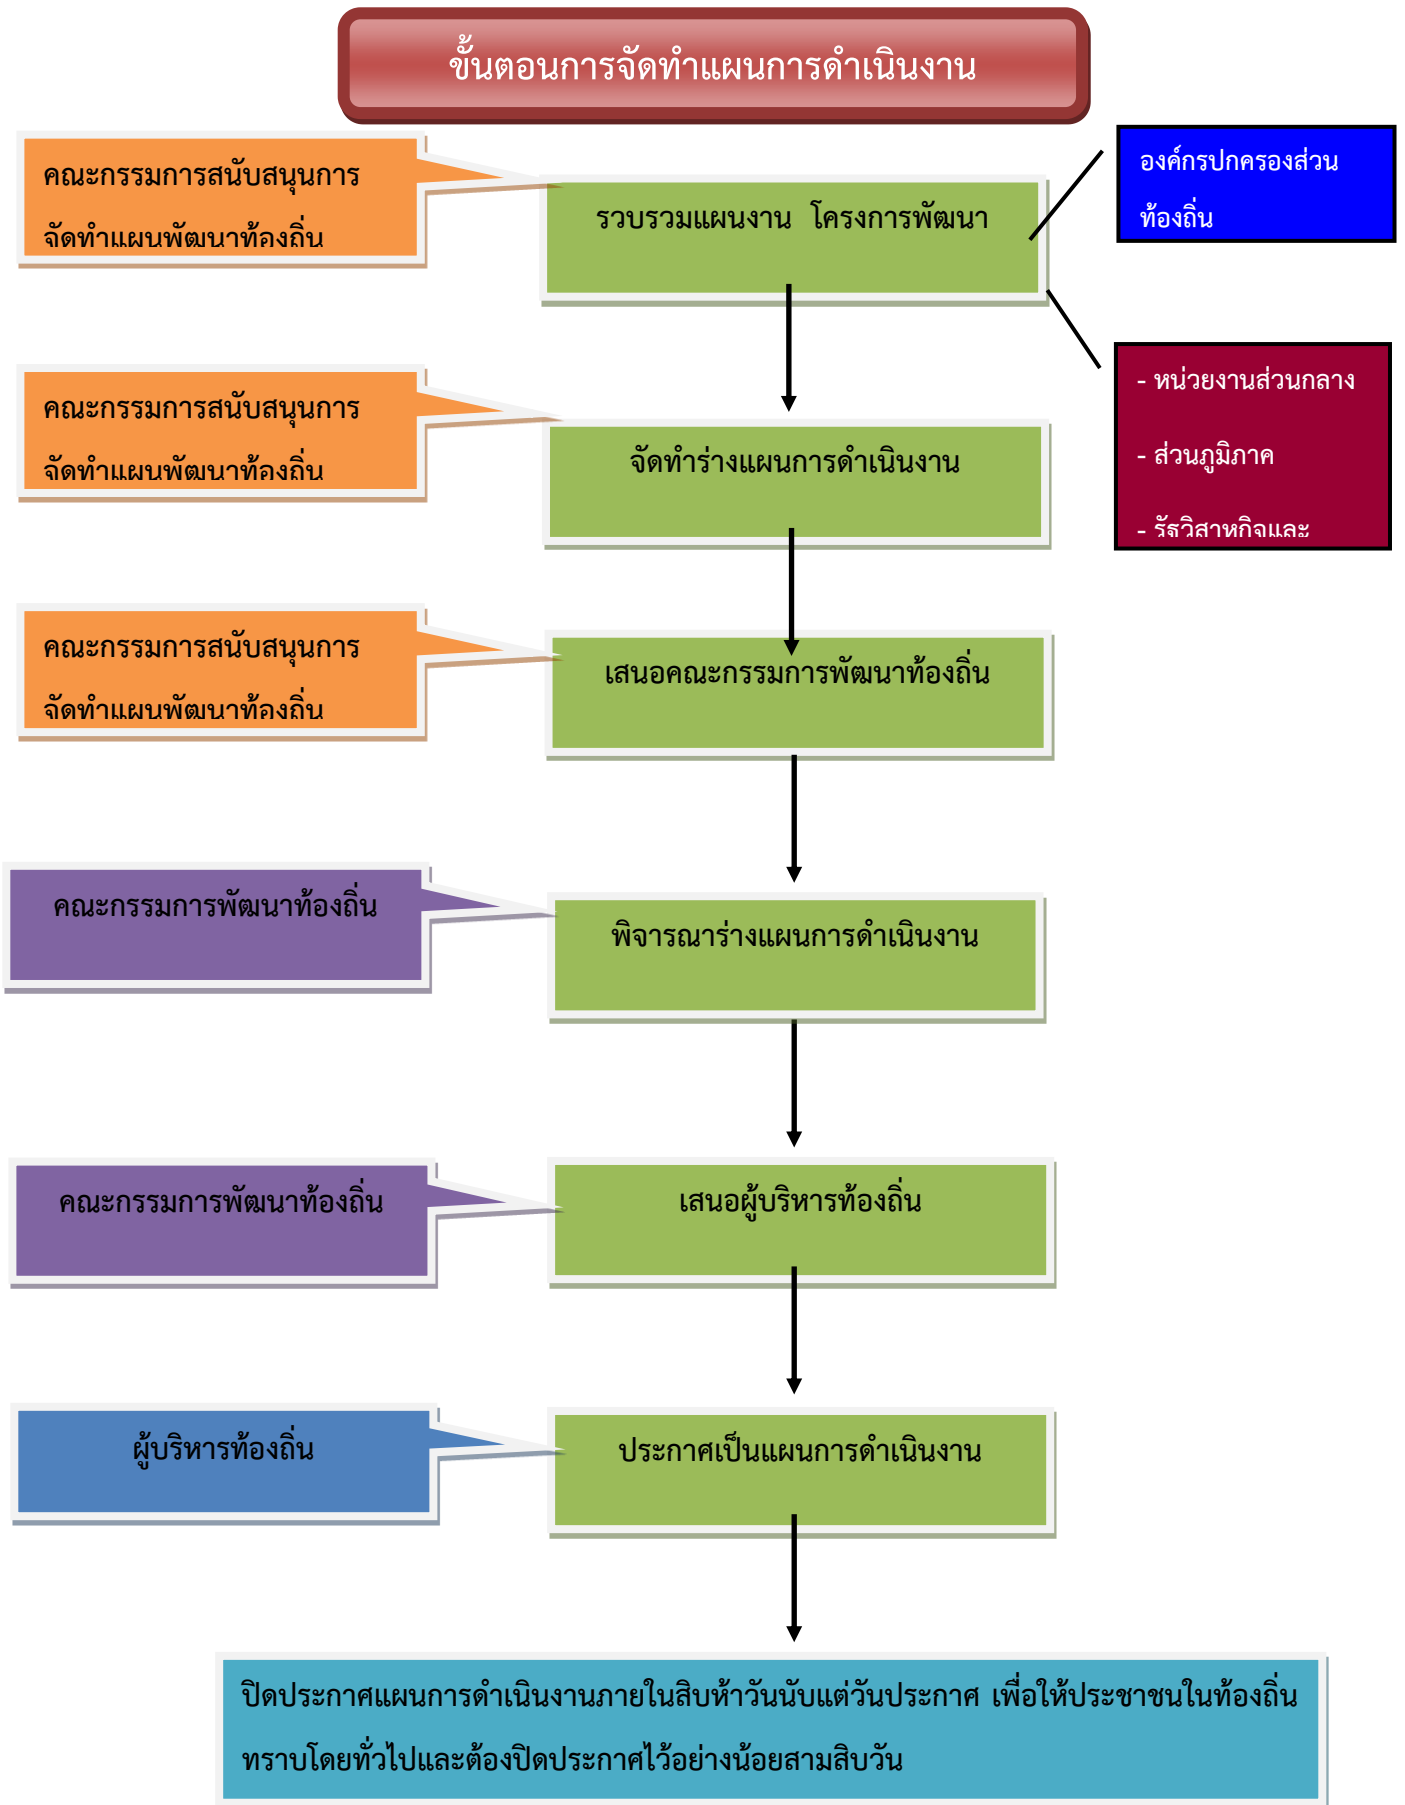 ขั้นตอนการจัดทำแผนการดำเนินงาน
คณะกรรมการสนับสนุนการ
จัดทำแผนพัฒนาท้องถิ่น
รวบรวมแผนงาน โครงการพัฒนา
องค์กรปกครองส่วน
ท้องถิ่น
- หน่วยงานส่วนกลาง
- ส่วนภูมิภาค
- รัฐวิสาหกิจและ
คณะกรรมการสนับสนุนการ
จัดทำแผนพัฒนาท้องถิ่น
จัดทำร่างแผนการดำเนินงาน
คณะกรรมการสนับสนุนการ
จัดทำแผนพัฒนาท้องถิ่น
เสนอคณะกรรมการพัฒนาท้องถิ่น
คณะกรรมการพัฒนาท้องถิ่น
พิจารณาร่างแผนการดำเนินงาน
คณะกรรมการพัฒนาท้องถิ่น
เสนอผู้บริหารท้องถิ่น
ผู้บริหารท้องถิ่น
ประกาศเป็นแผนการดำเนินงาน
ปิดประกาศแผนการดำเนินงานภายในสิบห้าวันนับแต่วันประกาศ เพื่อให้ประชาชนในท้องถิ่น
ทราบโดยทั่วไปและต้องปิดประกาศไว้อย่างน้อยสามสิบวัน